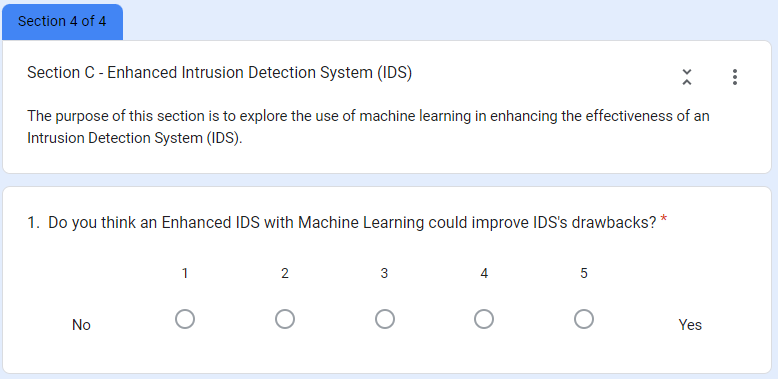 Section 4 of 4
Section C - Enhanced Intrusion Detection System (IDS)
The purpose of this section is to explore the use of machine learning in enhancing the effectiveness of an
Intrusion Detection System (IDS).
1. Do you think an Enhanced IDS with Machine Learning could improve IDS's drawbacks? *
1 2 3 4 5
No Yes